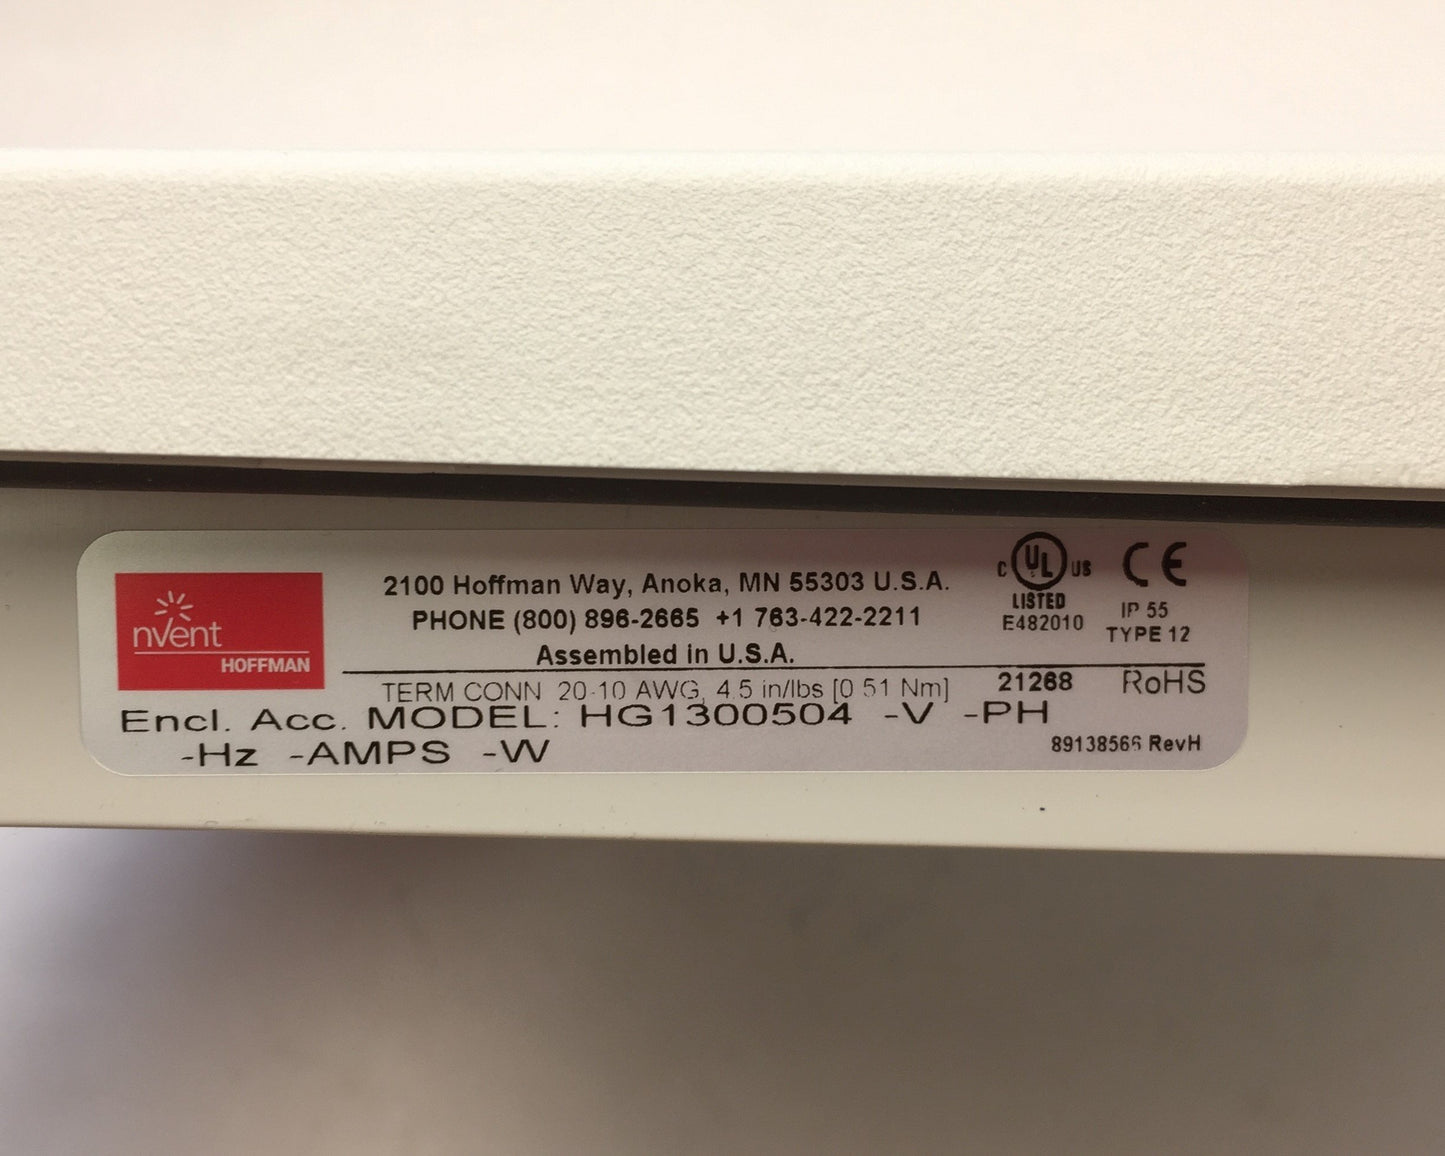 nVent
HOFFMAN
2100 Hoffman Way, Anoka, MN 55303 U.S.A.
PHONE (800) 896-2665 +1 763-422-2211
Assembled in U.S.A.
C UL US
LISTED
E482010
CE
IP 55
TYPE 12
TERM CONN 20-10 AWG, 4.5 in/lbs [0.51 Nm]
21268
RoHS
Encl. Acc. MODEL: HG1300504 -V -PH
-Hz -AMPS -W
89138566 RevH